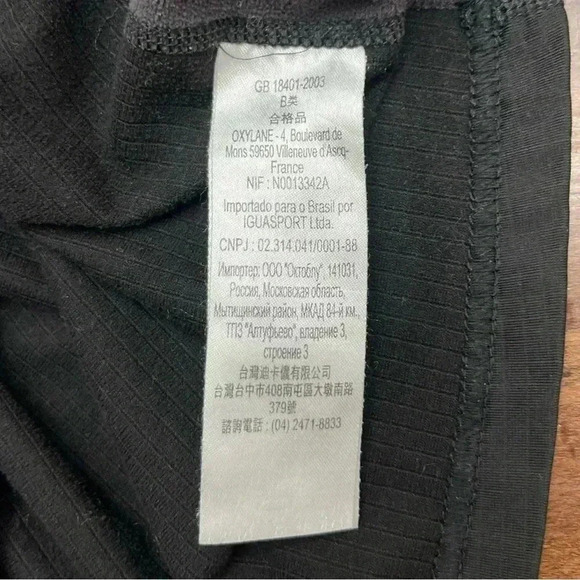 GB 18401-2003
B类
合格品
OXYLANE - 4, Boulevard de
Mons 59650 Villeneuve d'Ascq-
France
NIF : N0013342A
Importado para o Brasil por
IGUASPORT Ltda.
CNPJ : 02.314.041/0001-88
Импортер: ООО "Октоблу", 141031,
Россия, Московская область,
Мытищинский район, МКАД 84-й км.,
ТПЗ "Алтуфьево", владение 3,
строение 3
台灣迪卡儂有限公司
台灣台中市408南屯區大墩南路
379號
諮詢電話 : (04) 2471-8833